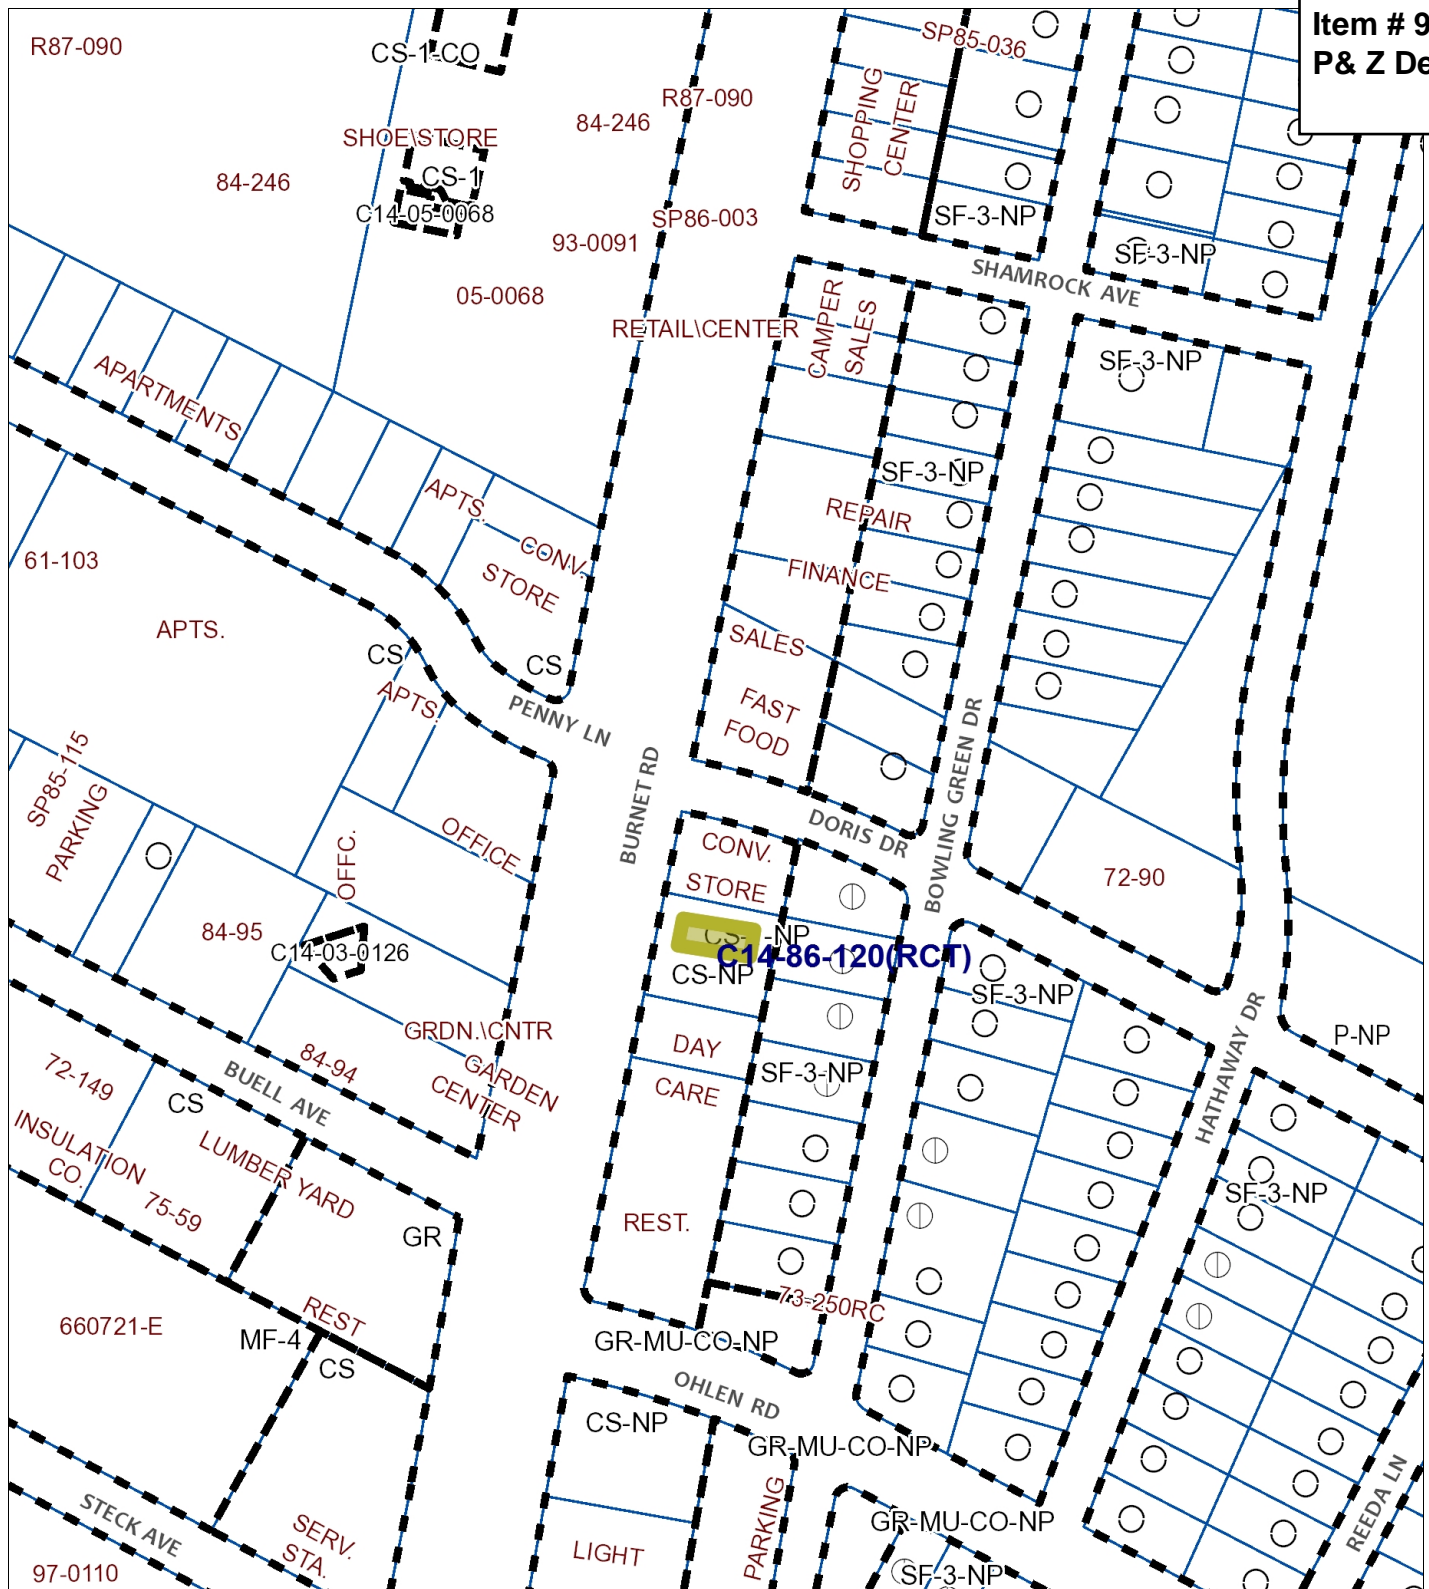 Item # 9
P& Z De
R87-090
CS-1-CO
SP85-036
R87-090
84-246
SHOE\STORE
SHOPPING
CENTER
84-246
CS-1
C14-05-0068
SP86-003
SF-3-NP
93-0091
SF-3-NP
SHAMROCK AVE
05-0068
CAMPER
SALES
RETAIL\CENTER
SF-3-NP
APARTMENTS
SF-3-NP
APTS.
REPAIR
CONV.
STORE
61-103
FINANCE
APTS.
SALES
CS
CS
APTS.
FAST
FOOD
PENNY LN
BURNET RD
BOWLING GREEN DR
SP85-115
PARKING
DORIS DR
OFFICE
CONV.
STORE
OFFC.
72-90
84-95
-NP
C14-86-120(RCT)
C14-03-0126
CS-NP
SF-3-NP
GRDN.\CNTR
DAY
CARE
P-NP
HATHAWAY DR
84-94
GARDEN
CENTER
72-149
BUELL AVE
SF-3-NP
CS
INSULATION
CO.
LUMBER YARD
SF-3-NP
75-59
REST.
GR
73-250RC
REST
660721-E
MF-4
GR-MU-CO-NP
CS
OHLEN RD
CS-NP
GR-MU-CO-NP
STECK AVE
PARKING
GR-MU-CO-NP
REEDA LN
SERV.
STA.
LIGHT
97-0110
SF-3-NP